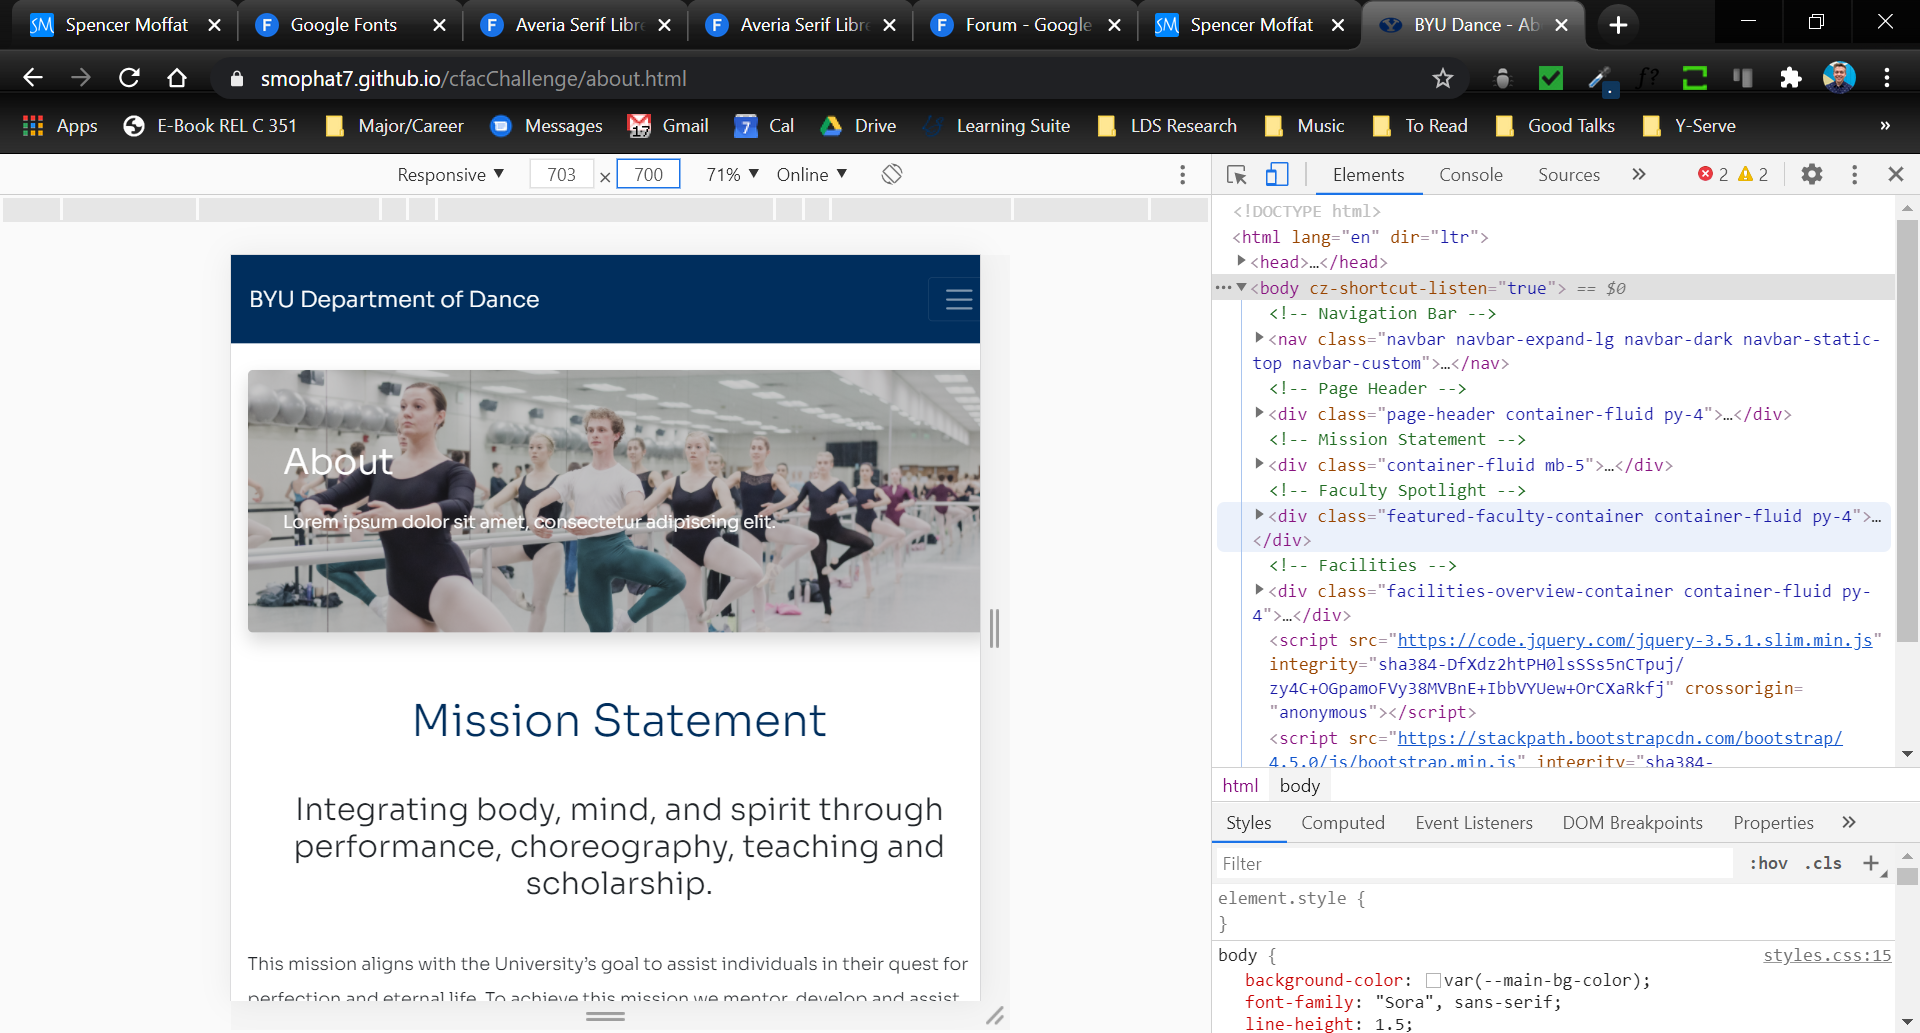 Spencer Moffat
Google Fonts
Averia Serif Libre
Averia Serif Libre
Forum - Google
Spencer Moffat
BYU Dance - Ab
smophat7.github.io/cfacChallenge/about.html
f?
Apps
E-Book REL C 351
Major/Career
Messages
17
Gmail
7
Cal
Drive
Learning Suite
LDS Research
Music
To Read
Good Talks
Y-Serve
»
Responsive ▼
703 × 700
71% ▼
Online ▼
Elements
Console
Sources
»
2
2
BYU Department of Dance
About
Lorem ipsum dolor sit amet, consectetur adipiscing elit.
Mission Statement
Integrating body, mind, and spirit through
performance, choreography, teaching and
scholarship.
This mission aligns with the University’s goal to assist individuals in their quest for
perfection and eternal life. To achieve this mission we mentor, develop and assist
<!DOCTYPE html>
<html lang="en" dir="ltr">
<head>…</head>
<body cz-shortcut-listen="true"> == $0
<!-- Navigation Bar -->
<nav class="navbar navbar-expand-lg navbar-dark navbar-static-
top navbar-custom">…</nav>
<!-- Page Header -->
<div class="page-header container-fluid py-4">…</div>
<!-- Mission Statement -->
<div class="container-fluid mb-5">…</div>
<!-- Faculty Spotlight -->
<div class="featured-faculty-container container-fluid py-4">…
</div>
<!-- Facilities -->
<div class="facilities-overview-container container-fluid py-
4">…</div>
<script src="https://code.jquery.com/jquery-3.5.1.slim.min.js"
integrity="sha384-DfXdz2htPH0lsSSs5nCTpuj/
zy4C+OGpamoFVy38MVBnE+IbbVYUew+OrCXaRkfj" crossorigin=
"anonymous"></script>
<script src="https://stackpath.bootstrapcdn.com/bootstrap/
4.5.0/js/bootstrap.min.js" integrity="sha384-
html
body
Styles
Computed
Event Listeners
DOM Breakpoints
Properties
»
Filter
:hov
.cls
+
element.style {
}
body {
styles.css:15
background-color: var(--main-bg-color);
font-family: "Sora", sans-serif;
line-height: 1.5;